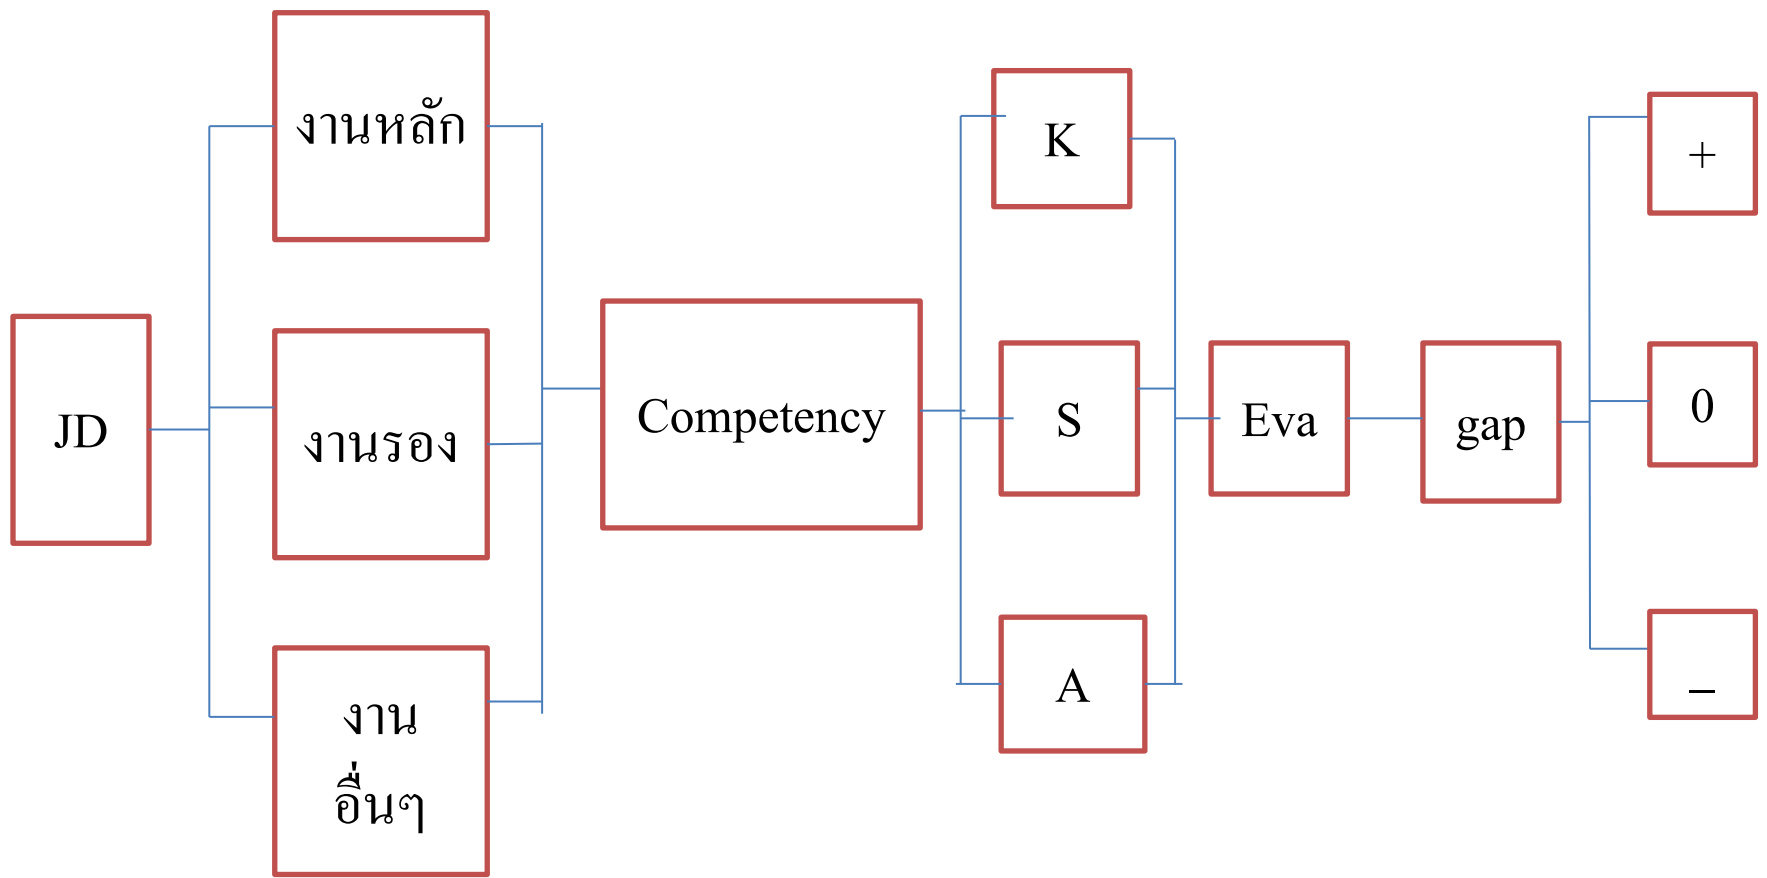 JD
งานหลัก
งานรอง
งาน
อื่นๆ
Competency
K
S
A
Eva
gap
+
0
–